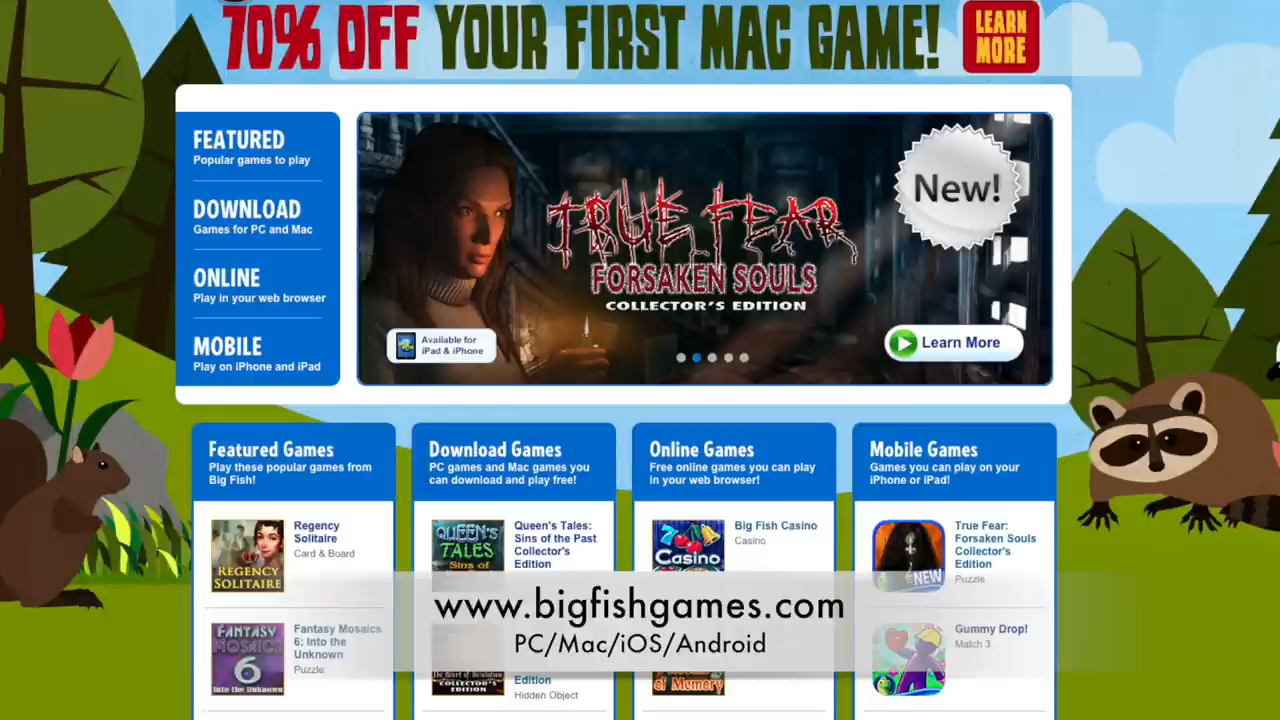 70% OFF YOUR FIRST MAC GAME!
LEARN
MORE
FEATURED
Popular games to play
DOWNLOAD
Games for PC and Mac
ONLINE
Play in your web browser
MOBILE
Play on iPhone and iPad
TRUE FEAR
FORSAKEN SOULS
COLLECTOR'S EDITION
New!
Available for
iPad & iPhone
Learn More
Featured Games
Play these popular games from
Big Fish!
REGENCY
SOLITAIRE
Regency
Solitaire
Card & Board
FANTASY
MOSAICS
6
Into the Unknown
Fantasy Mosaics
6: Into the
Unknown
Puzzle
Download Games
PC games and Mac games you
can download and play free!
QUEEN'S
TALES
Sins of
Queen's Tales:
Sins of the Past
Collector's
Edition
COLLECTOR'S
EDITION
Edition
Hidden Object
Online Games
Free online games you can play
in your web browser!
Casino
Big Fish Casino
Casino
of Memory
Mobile Games
Games you can play on your
iPhone or iPad!
NEW
True Fear:
Forsaken Souls
Collector's
Edition
Puzzle
Gummy Drop!
Match 3
www.bigfishgames.com
PC/Mac/iOS/Android